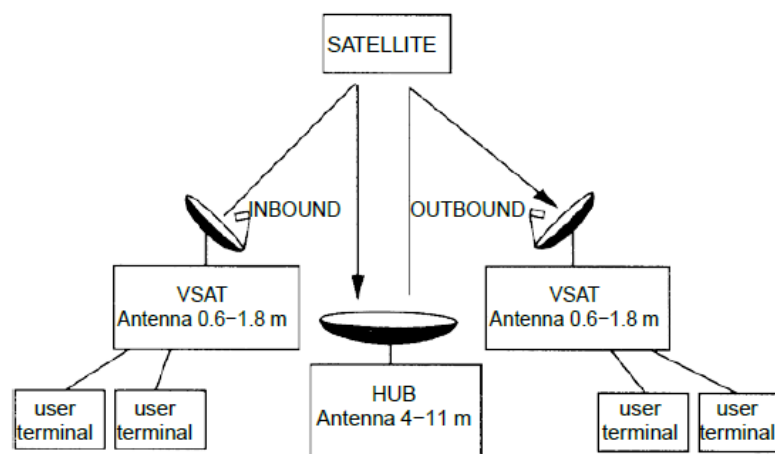 SATELLITE
INBOUND
OUTBOUND
VSAT
Antenna 0.6−1.8 m
VSAT
Antenna 0.6−1.8 m
HUB
Antenna 4−11 m
user
terminal
user
terminal
user
terminal
user
terminal